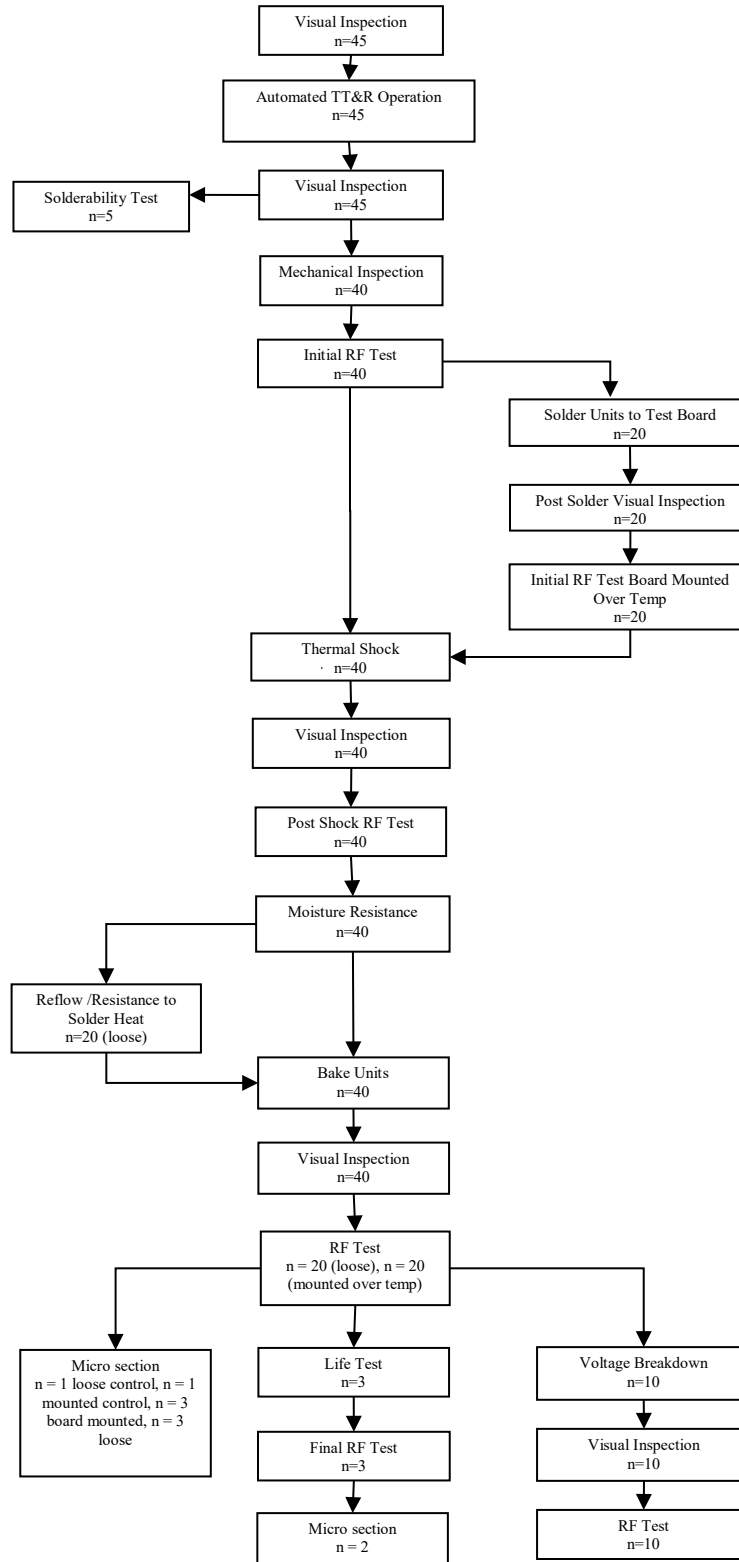 Visual Inspection
n=45
Automated TT&R Operation
n=45
Visual Inspection
n=45
Solderability Test
n=5
Mechanical Inspection
n=40
Initial RF Test
n=40
Solder Units to Test Board
n=20
Post Solder Visual Inspection
n=20
Initial RF Test Board Mounted
Over Temp
n=20
Thermal Shock
· n=40
Visual Inspection
n=40
Post Shock RF Test
n=40
Moisture Resistance
n=40
Reflow /Resistance to
Solder Heat
n=20 (loose)
Bake Units
n=40
Visual Inspection
n=40
RF Test
n = 20 (loose), n = 20
(mounted over temp)
Micro section
n = 1 loose control, n = 1
mounted control, n = 3
board mounted, n = 3
loose
Life Test
n=3
Final RF Test
n=3
Micro section
n = 2
Voltage Breakdown
n=10
Visual Inspection
n=10
RF Test
n=10